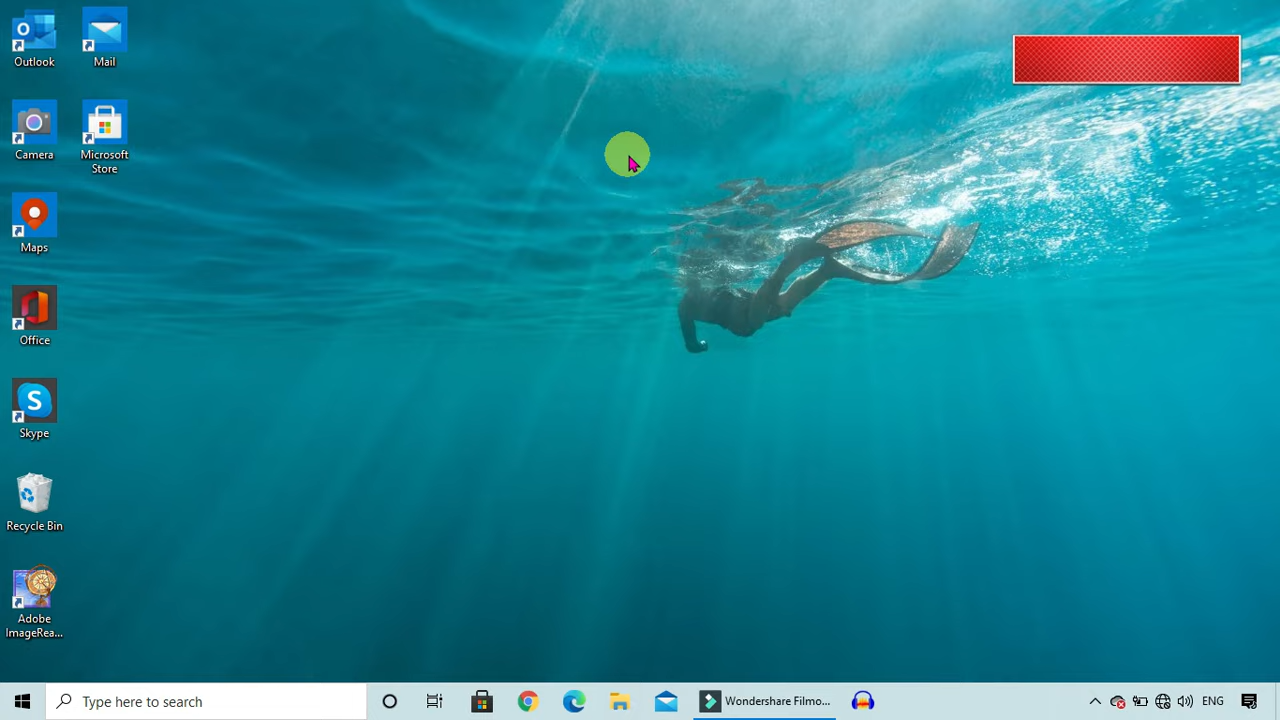 Outlook
Mail
Camera
Microsoft
Store
Maps
Office
Skype
Recycle Bin
Adobe
ImageRea...
Type here to search
Wondershare Filmo...
ENG